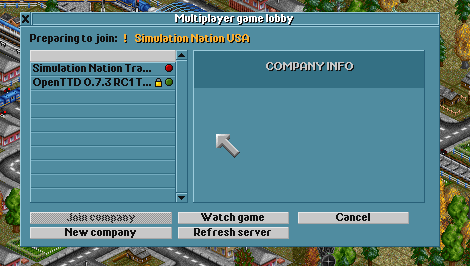 Multiplayer game lobby
Preparing to join: ! Simulation Nation USA
Simulation Nation Tra...
OpenTTD 0.7.3 RC1 T...
COMPANY INFO
Join company
Watch game
Cancel
New company
Refresh server